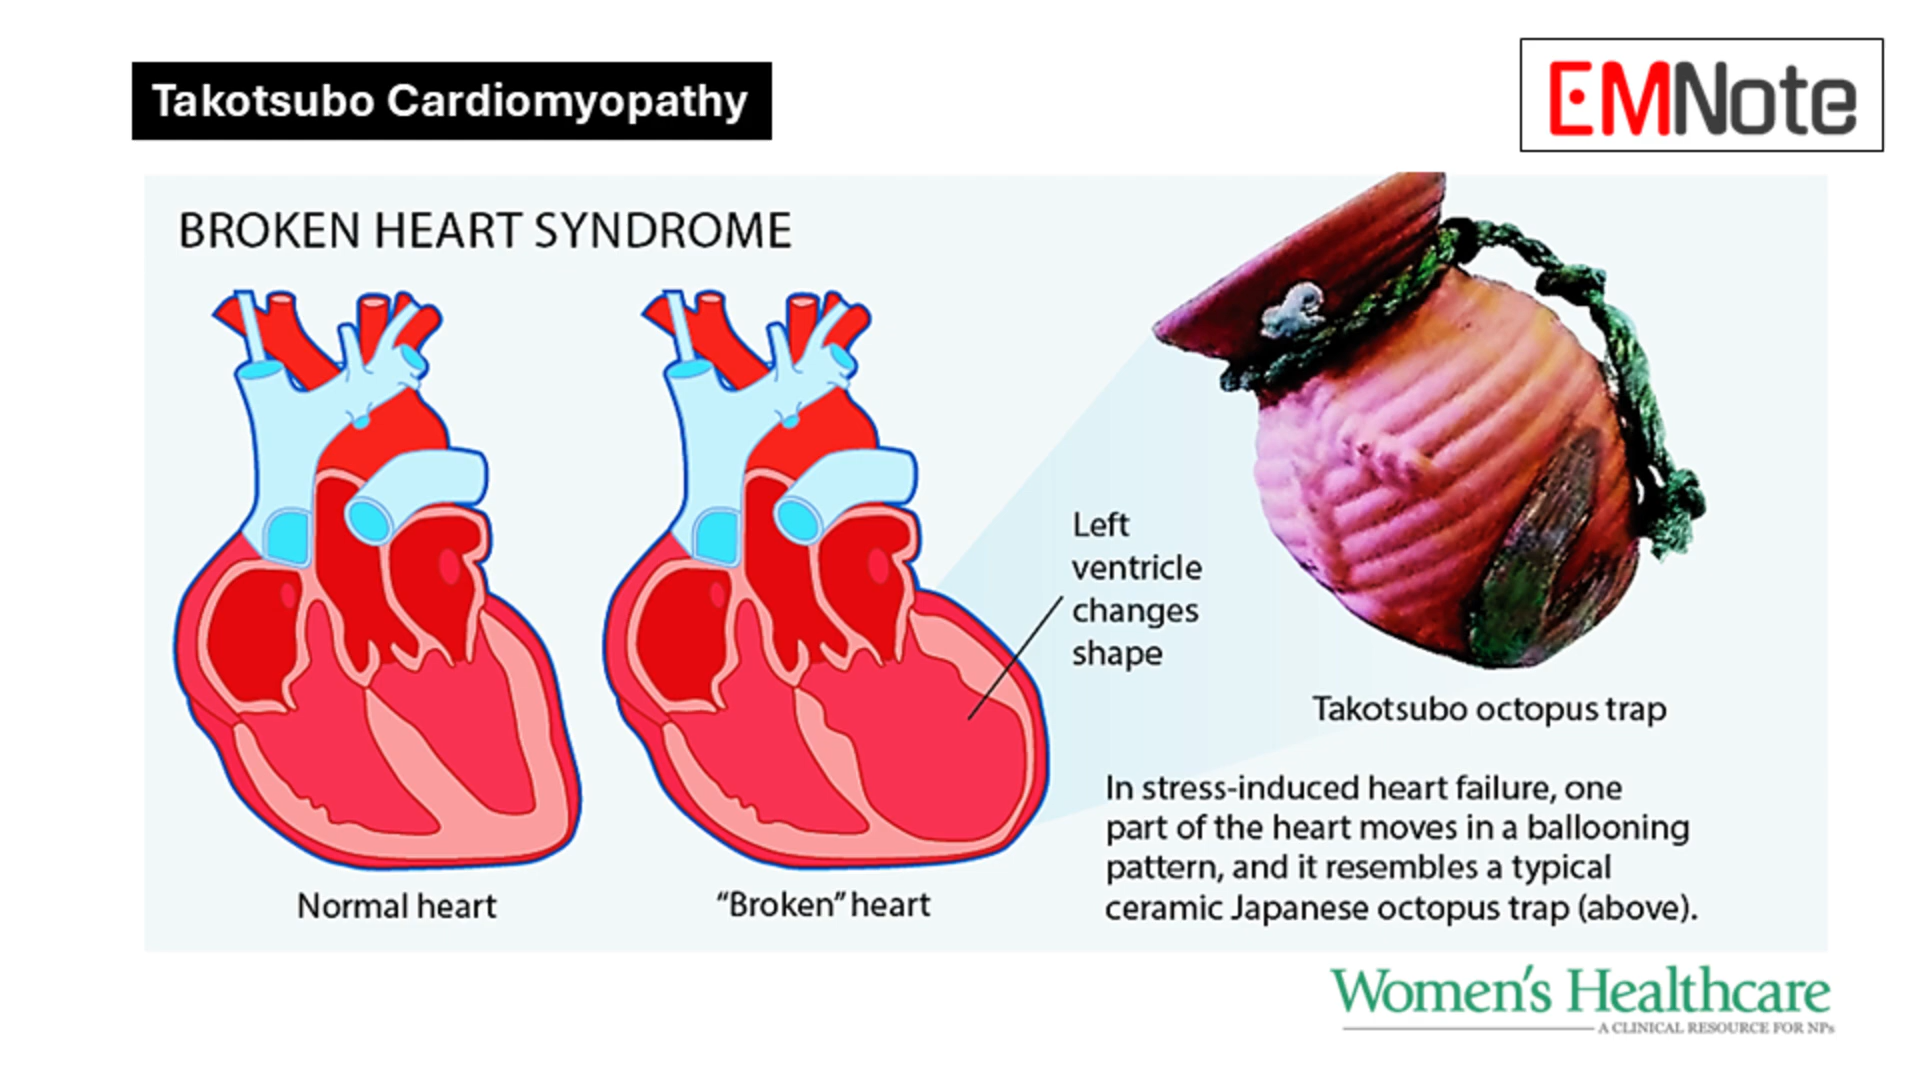 Takotsubo Cardiomyopathy
EMNote
BROKEN HEART SYNDROME
Left
ventricle
changes
shape
Takotsubo octopus trap
In stress-induced heart failure, one
part of the heart moves in a ballooning
pattern, and it resembles a typical
ceramic Japanese octopus trap (above).
Normal heart
“Broken” heart
Women's Healthcare
A CLINICAL RESOURCE FOR NPs